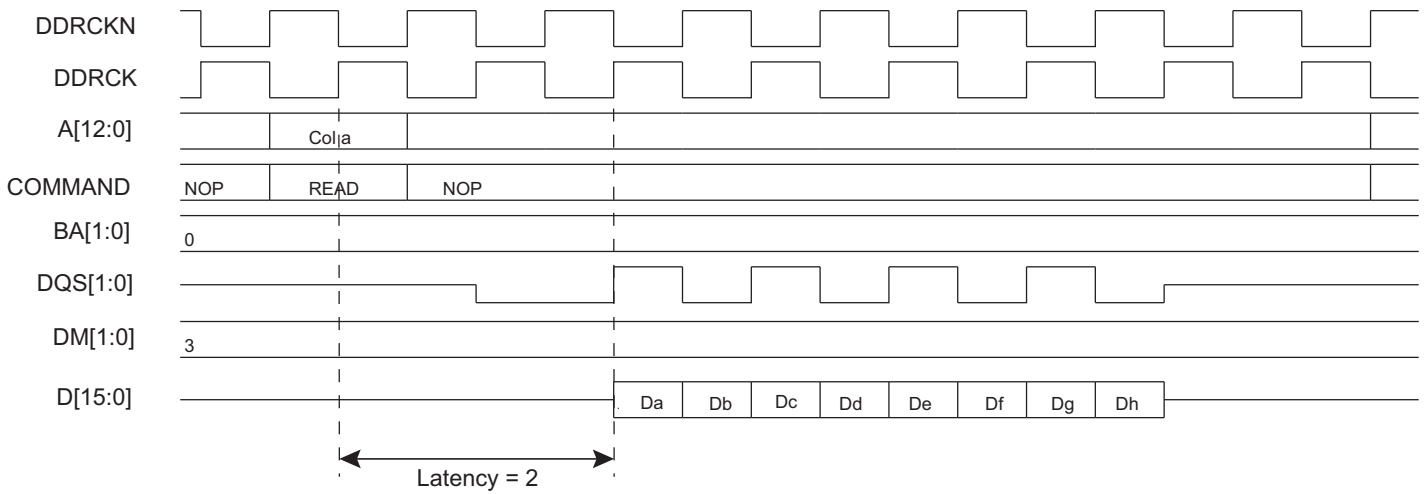 DDRCKN
DDRCK
A[12:0] Col a
COMMAND NOP READ NOP
BA[1:0] 0
DQS[1:0]
DM[1:0] 3
D[15:0] Da Db Dc Dd De Df Dg Dh
Latency = 2